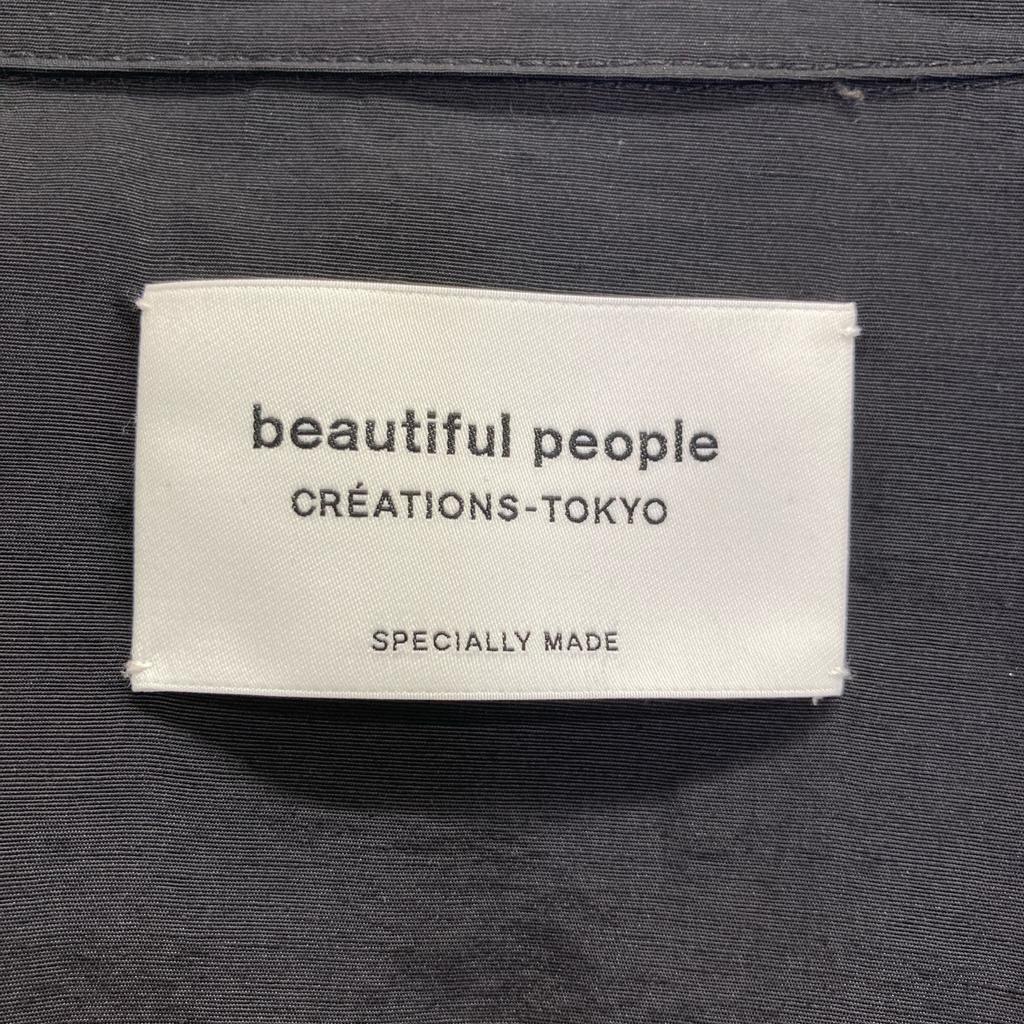 beautiful people
CRÉATIONS-TOKYO
SPECIALLY MADE